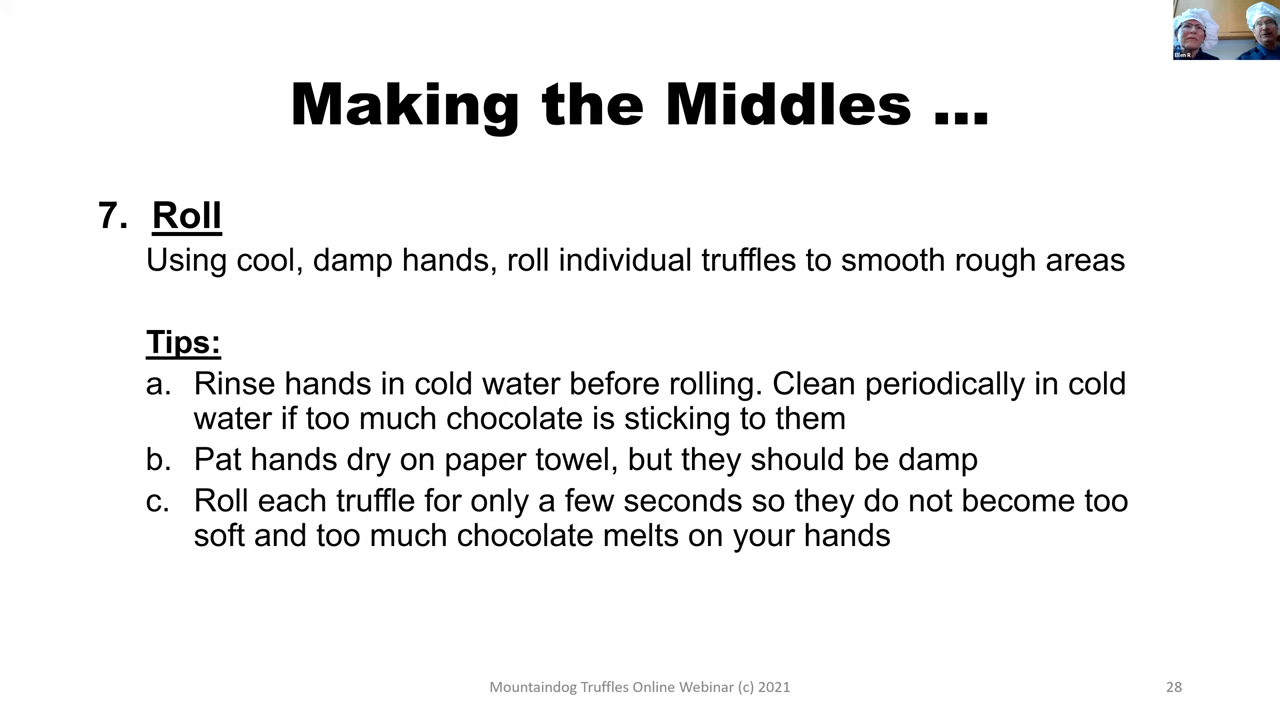 Ellen R
Making the Middles ...
7. Roll
Using cool, damp hands, roll individual truffles to smooth rough areas
Tips:
a. Rinse hands in cold water before rolling. Clean periodically in cold
water if too much chocolate is sticking to them
b. Pat hands dry on paper towel, but they should be damp
c. Roll each truffle for only a few seconds so they do not become too
soft and too much chocolate melts on your hands
Mountaindog Truffles Online Webinar (c) 2021
28